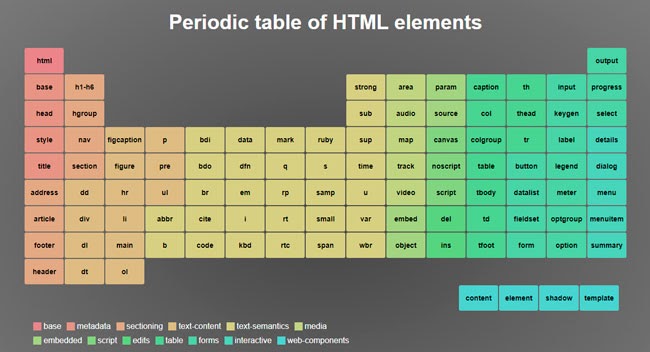 Periodic table of HTML elements
html output
base h1-h6 strong area param caption th input progress
head hgroup sub audio source col thead keygen select
style nav figcaption p bdi data mark ruby sup map canvas colgroup tr label details
title section figure pre bdo dfn q s time track noscript table button legend dialog
address dd hr ul br em rp samp u video script tbody datalist meter menu
article div li abbr cite i rt small var embed del td fieldset optgroup menuitem
footer dl main b code kbd rtc span wbr object ins tfoot form option summary
header dt ol
content element shadow template
base metadata sectioning text-content text-semantics media
embedded script edits table forms interactive web-components